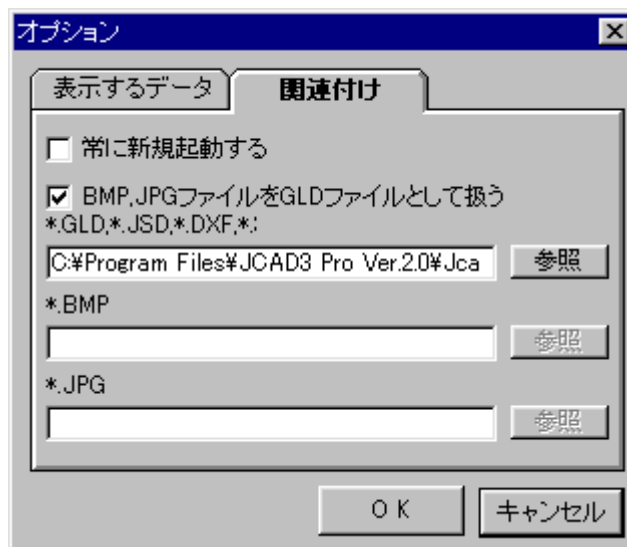 オプション
表示するデータ 関連付け
常に新規起動する
BMP,JPGファイルをGLDファイルとして扱う
*.GLD,*.JSD,*.DXF,*.:
C:¥Program Files¥JCAD3 Pro Ver.2.0¥Jca 参照
*.BMP
参照
*.JPG
参照
OK キャンセル